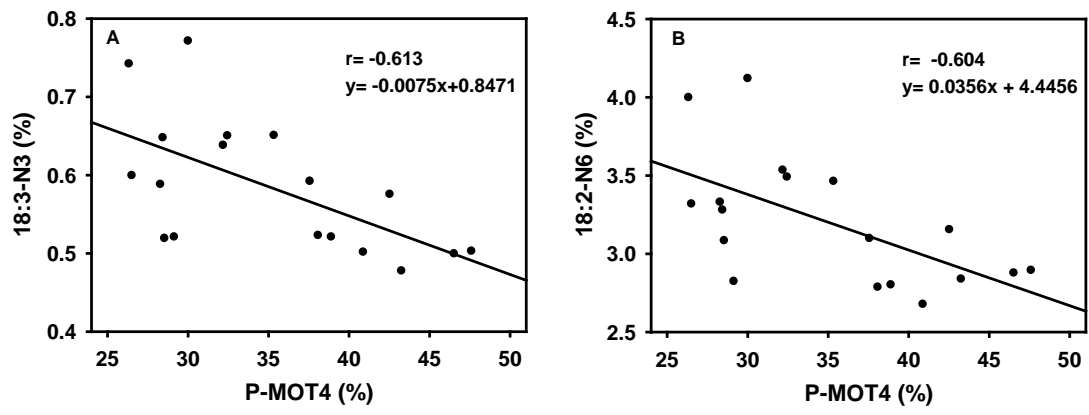 A
r= -0.613
y= -0.0075x+0.8471
0.8
0.7
0.6
0.5
0.4
18:3-N3 (%)
25 30 35 40 45 50
P-MOT4 (%)
B
r= -0.604
y= 0.0356x + 4.4456
4.5
4.0
3.5
3.0
2.5
18:2-N6 (%)
25 30 35 40 45 50
P-MOT4 (%)